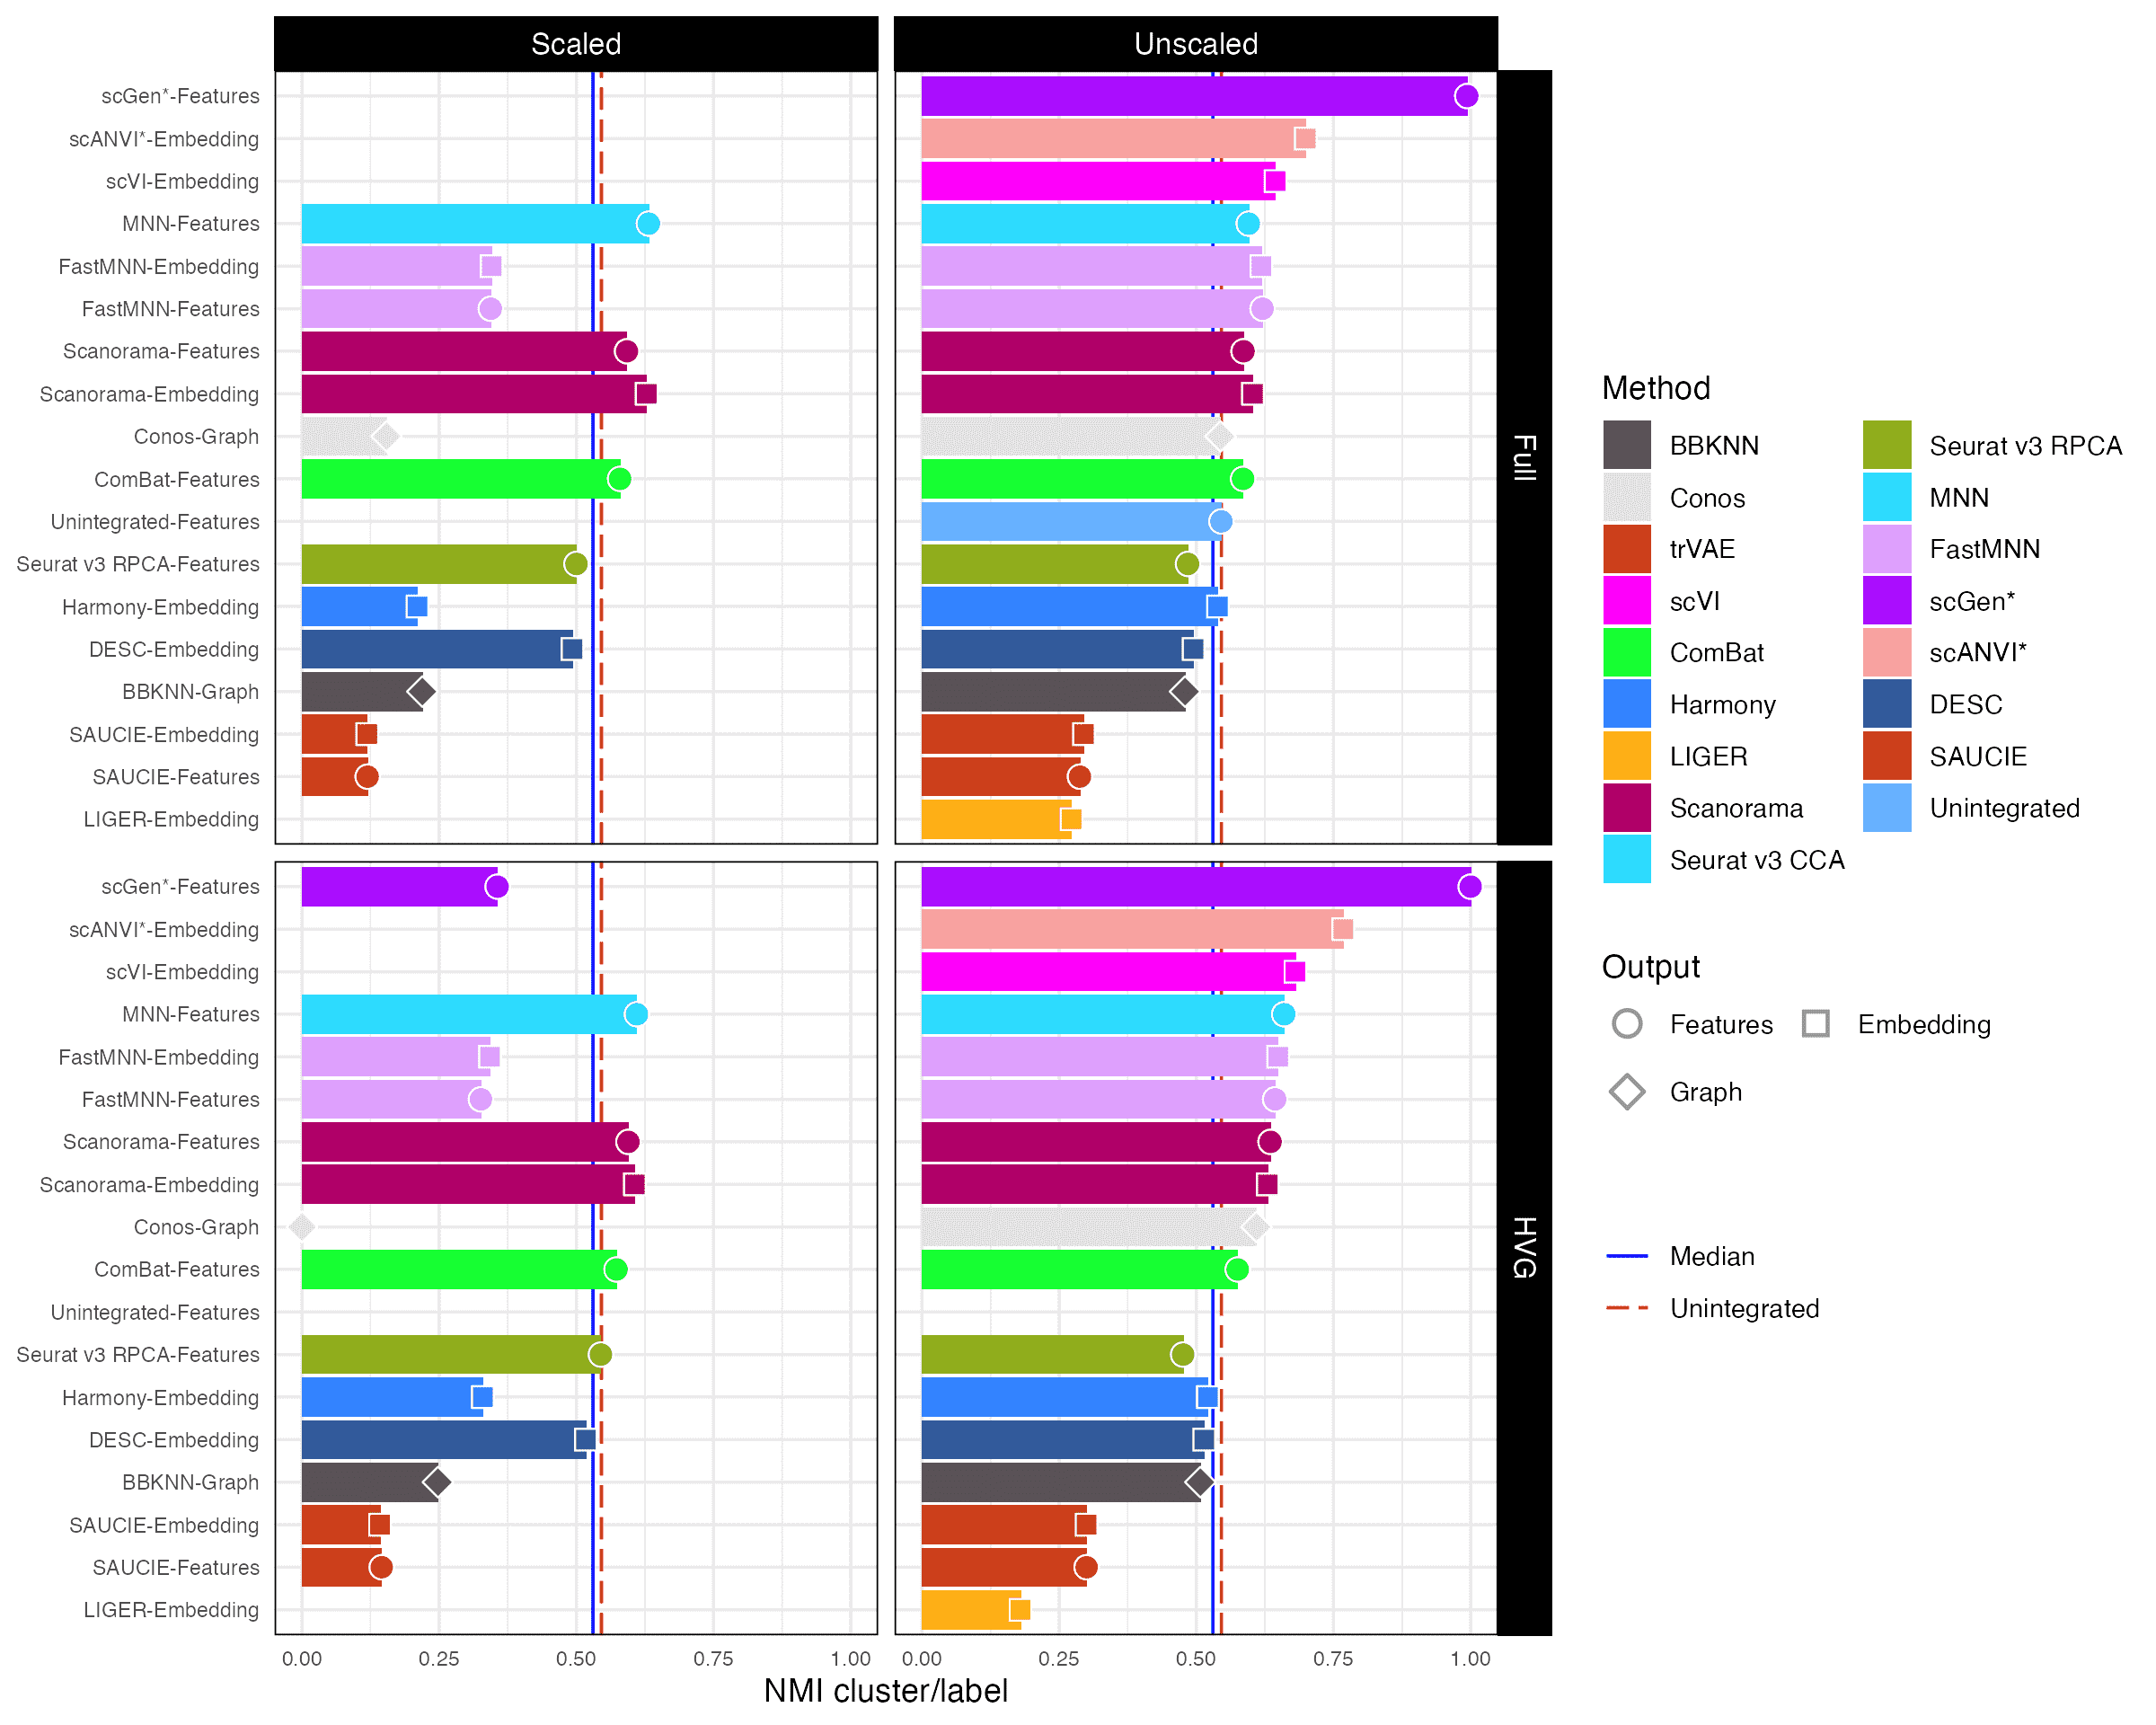 Scaled
Unscaled
scGen*-Features
scANVI*-Embedding
scVI-Embedding
MNN-Features
FastMNN-Embedding
FastMNN-Features
Scanorama-Features
Scanorama-Embedding
Conos-Graph
ComBat-Features
Unintegrated-Features
Seurat v3 RPCA-Features
Harmony-Embedding
DESC-Embedding
BBKNN-Graph
SAUCIE-Embedding
SAUCIE-Features
LIGER-Embedding
Full
scGen*-Features
scANVI*-Embedding
scVI-Embedding
MNN-Features
FastMNN-Embedding
FastMNN-Features
Scanorama-Features
Scanorama-Embedding
Conos-Graph
ComBat-Features
Unintegrated-Features
Seurat v3 RPCA-Features
Harmony-Embedding
DESC-Embedding
BBKNN-Graph
SAUCIE-Embedding
SAUCIE-Features
LIGER-Embedding
HVG
0.00 0.25 0.50 0.75 1.00
0.00 0.25 0.50 0.75 1.00
NMI cluster/label
Method
BBKNN
Conos
trVAE
scVI
ComBat
Harmony
LIGER
Scanorama
Seurat v3 CCA
Seurat v3 RPCA
MNN
FastMNN
scGen*
scANVI*
DESC
SAUCIE
Unintegrated
Output
Features
Embedding
Graph
Median
Unintegrated